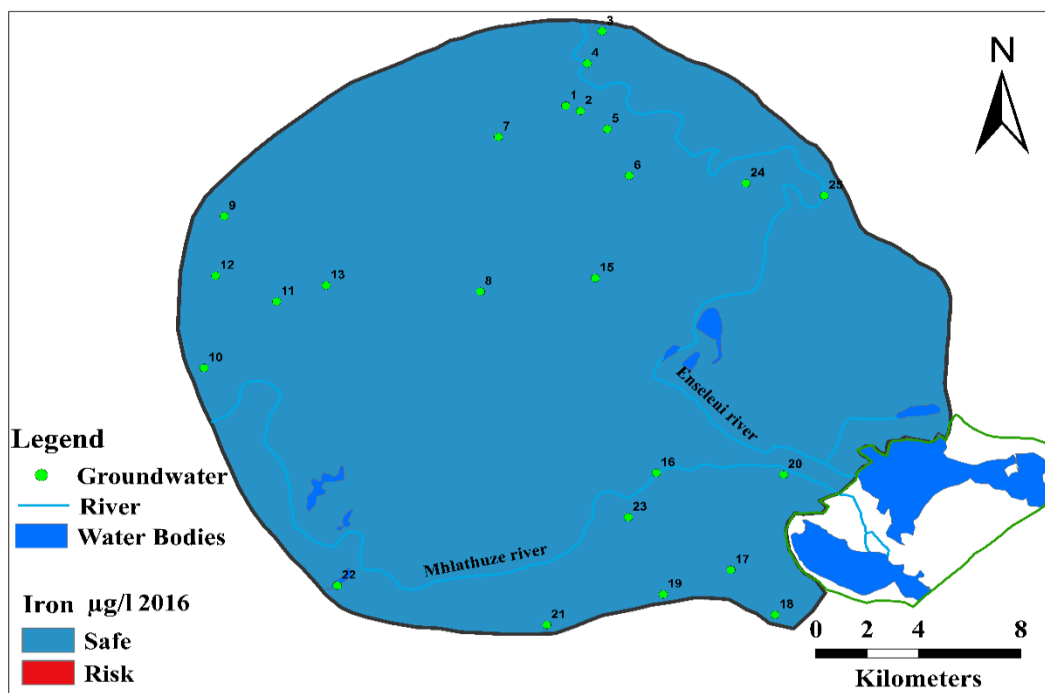 3
N
4
1
2
5
7
6
24
25
9
12
13
11
8
15
10
Enseleni river
Legend
Groundwater
River
Water Bodies
16
20
23
Mhlathuze river
17
22
19
18
21
Iron µg/l 2016
Safe
Risk
0 2 4 8
Kilometers